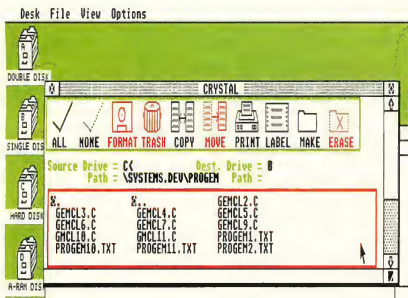 Desk File View Options
A
DOUBLE DISK
CRYSTAL
B
SINGLE DIS
ALL NONE FORMAT TRASH COPY MOVE PRINT LABEL MAKE ERASE
Source Drive = C< Dest. Drive = B
Path = \SYSTEMS.DEV\PROGEM Path =
GEMCL2.C
GEMCL3.C GEMCL4.C GEMCL5.C
GEMCL6.C GEMCL7.C GEMCL9.C
GMCL10.C GMCL11.C PROGEM1.TXT
PROGEM10.TXT PROGEM11.TXT PROGEM2.TXT
HARD DISK
A-RAM DIS